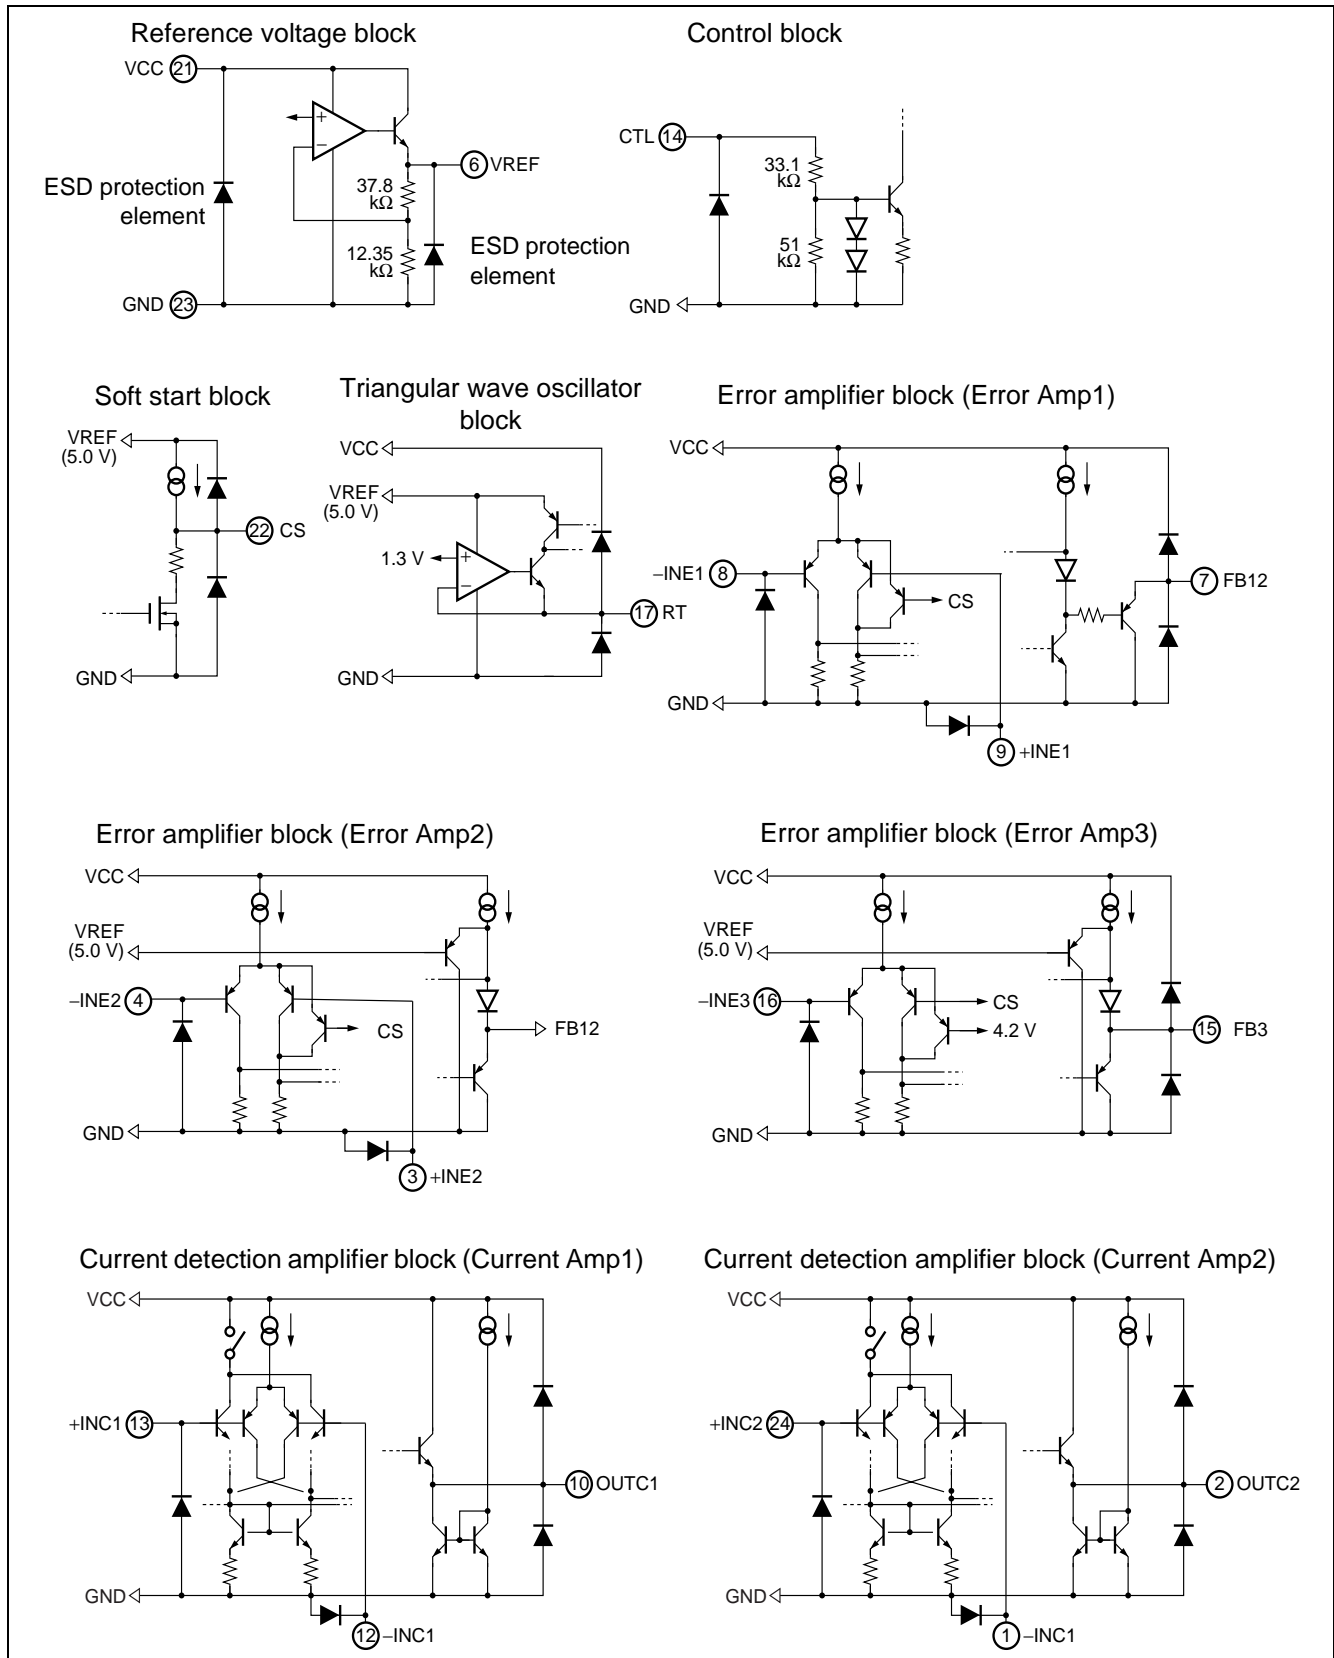 Reference voltage block
VCC 21
ESD protection
element
37.8
kΩ
12.35
kΩ
6 VREF
ESD protection
element
GND 23
+
−
Control block
CTL 14
33.1
kΩ
51
kΩ
GND
Soft start block
VREF
(5.0 V)
22 CS
GND
Triangular wave oscillator
block
VCC
VREF
(5.0 V)
1.3 V
+
−
17 RT
GND
Error amplifier block (Error Amp1)
VCC
−INE1 8
CS
7 FB12
GND
9 +INE1
Error amplifier block (Error Amp2)
VCC
VREF
(5.0 V)
−INE2 4
CS
FB12
GND
3 +INE2
Error amplifier block (Error Amp3)
VCC
VREF
(5.0 V)
−INE3 16
CS
4.2 V
15 FB3
GND
Current detection amplifier block (Current Amp1)
VCC
+INC1 13
10 OUTC1
GND
12 −INC1
Current detection amplifier block (Current Amp2)
VCC
+INC2 24
2 OUTC2
GND
1 −INC1